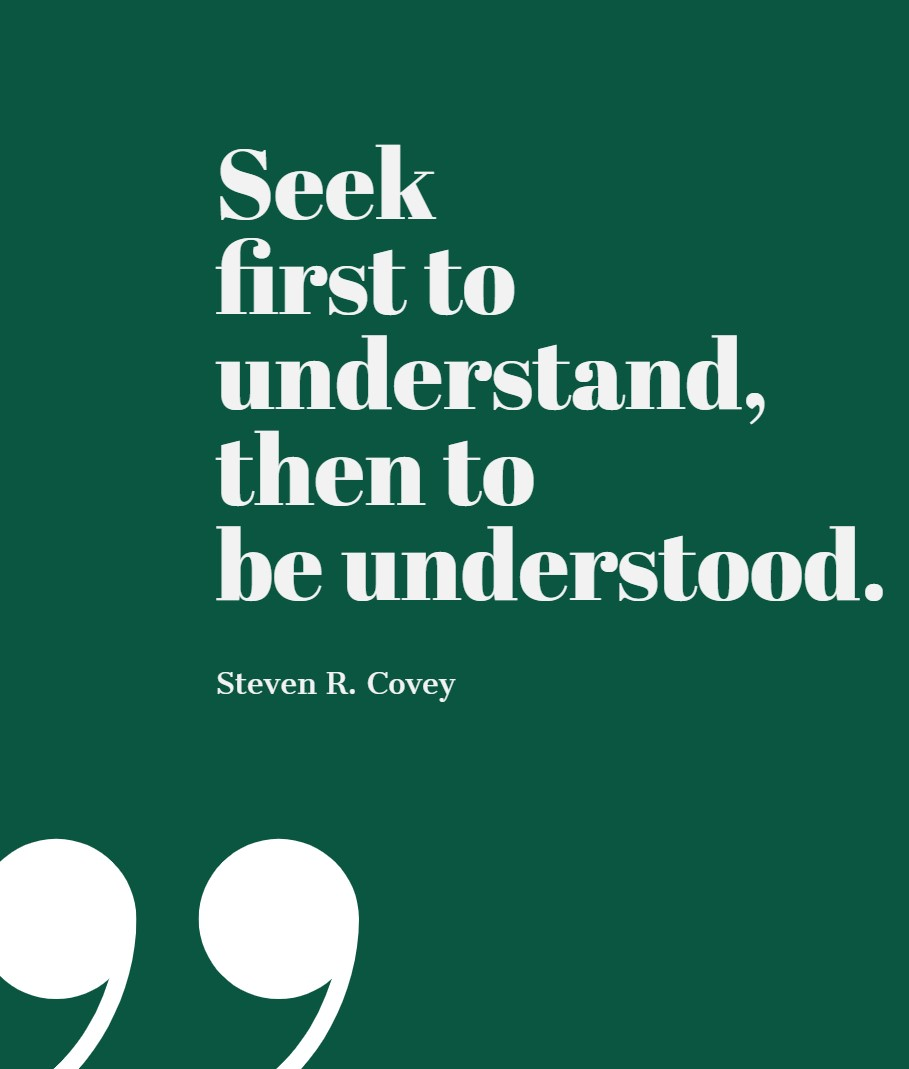 Seek
first to
understand,
then to
be understood.
Steven R. Covey
”